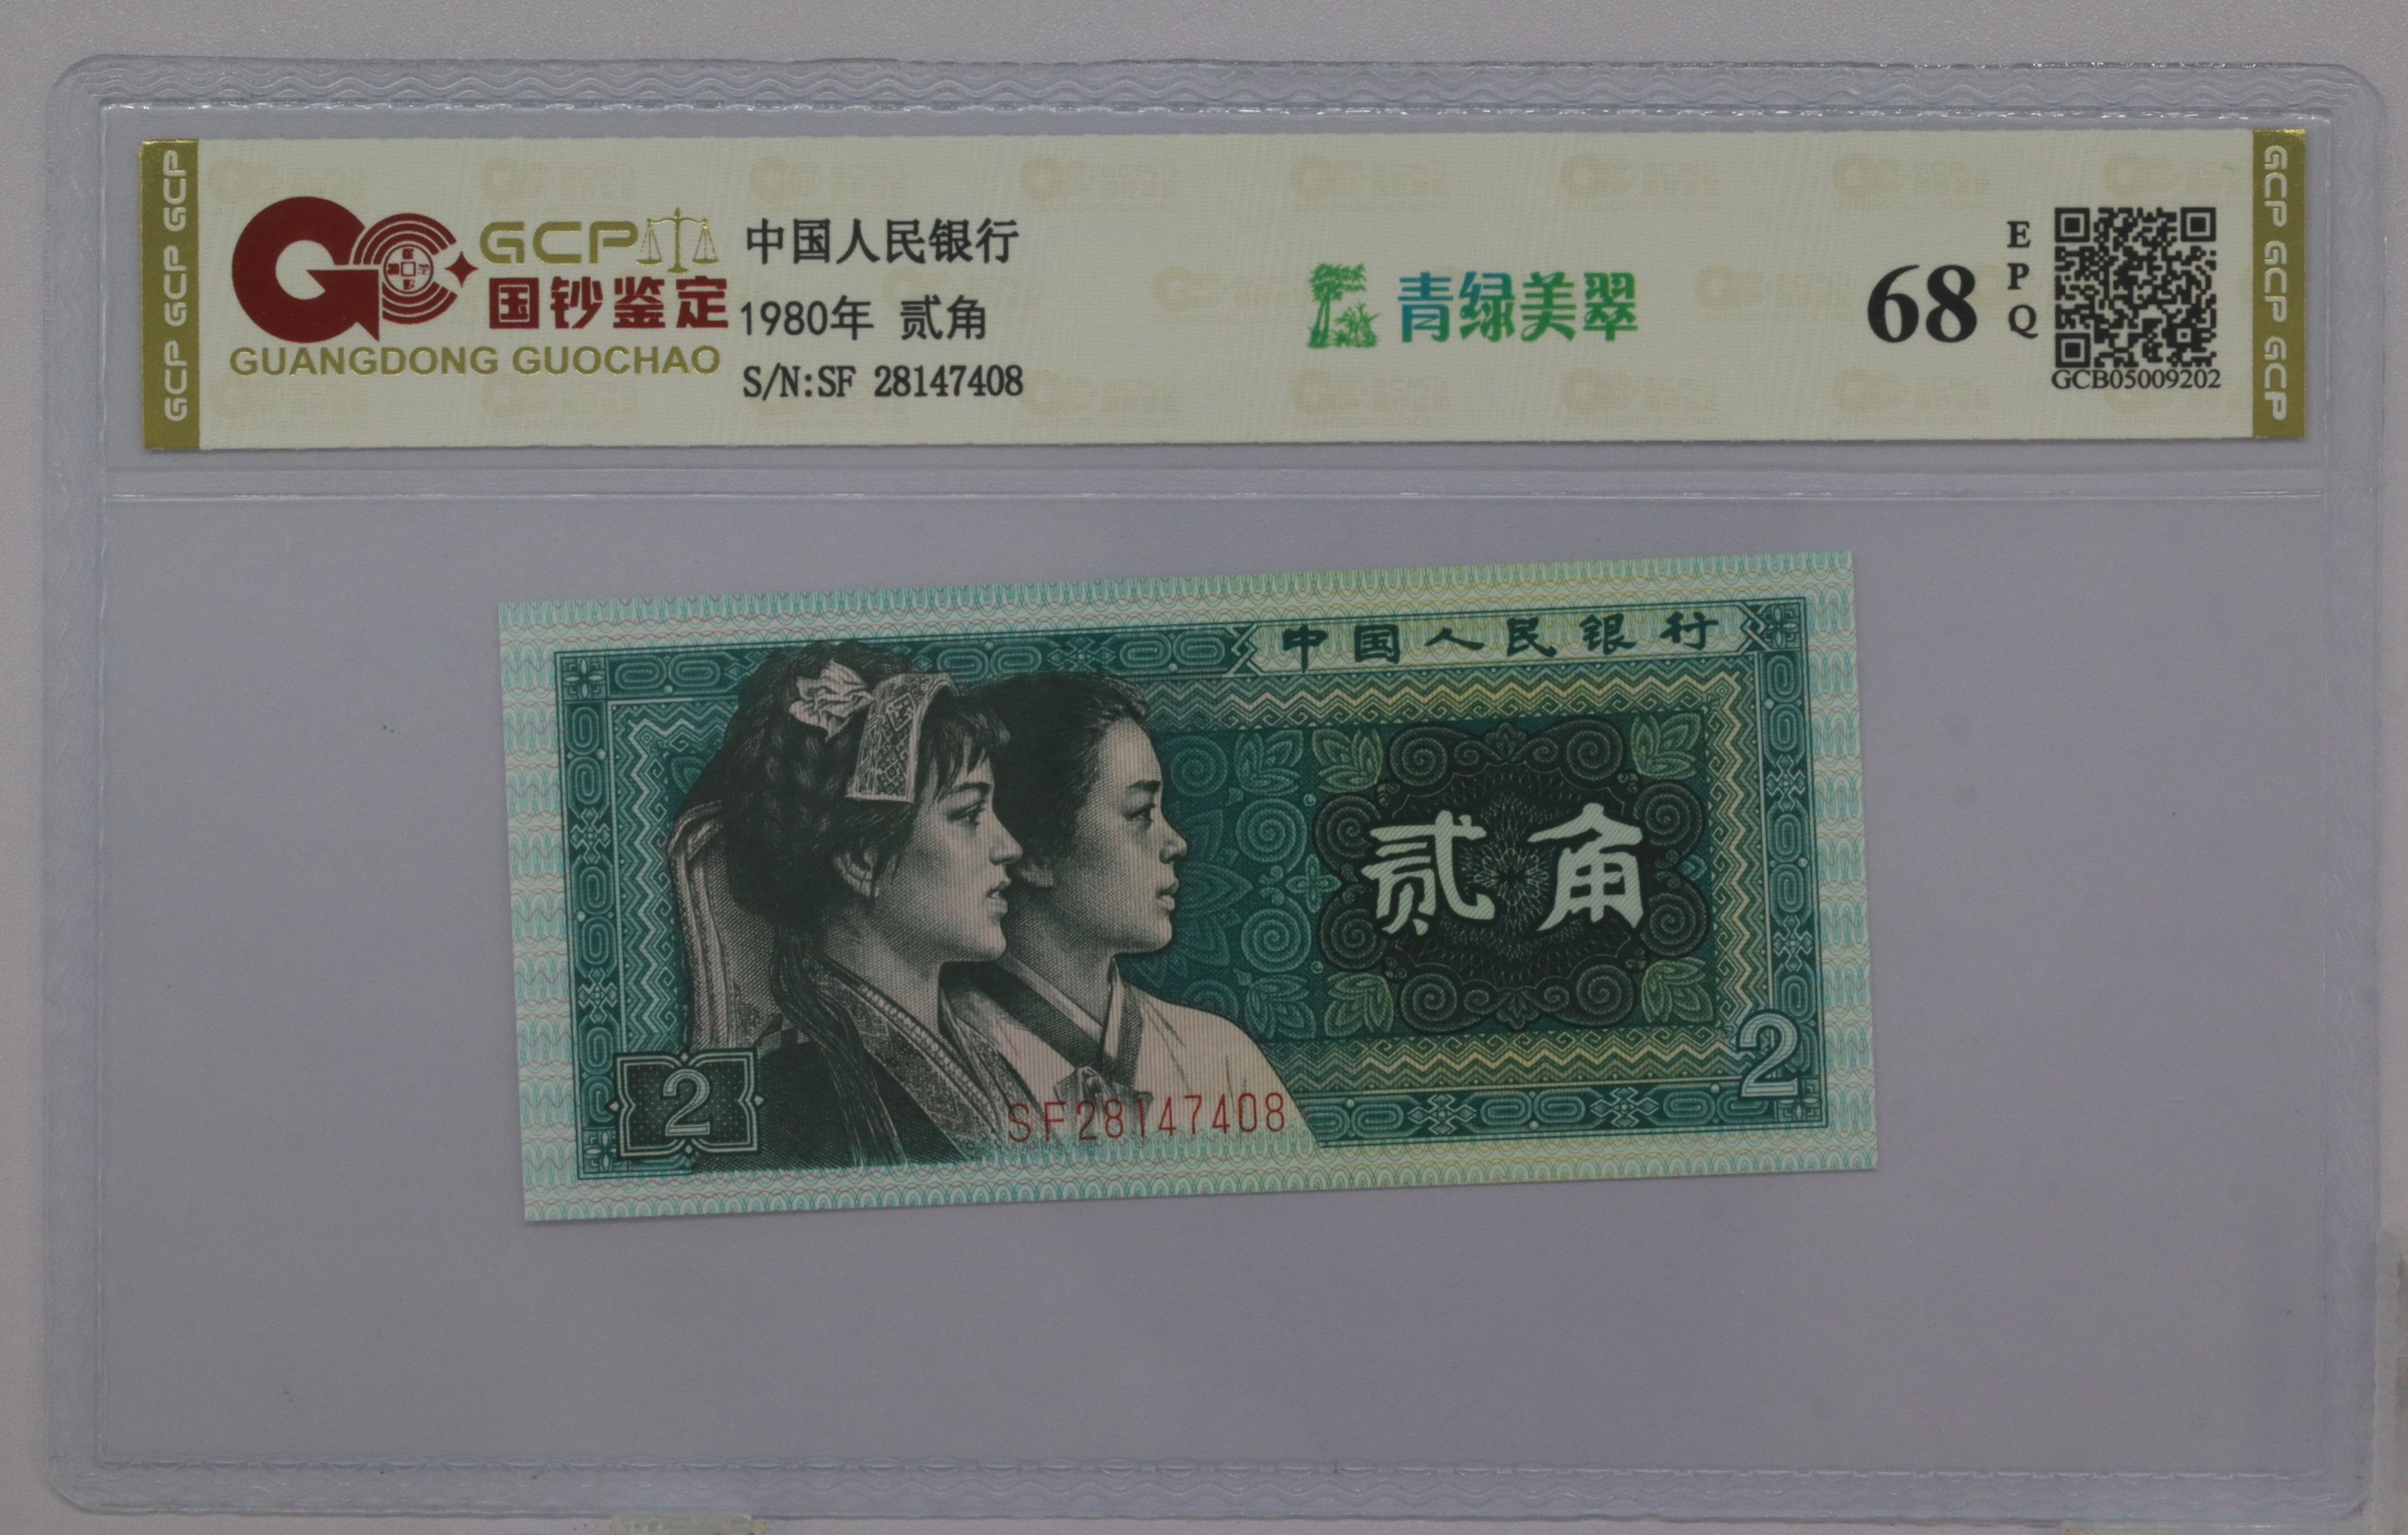 GCP GCP GCP
GCP
国钞鉴定
GUANGDONG GUOCHAO
中国人民银行
1980年 贰角
S/N:SF 28147408
青绿美翠
68
EPQ
GCB05009202
GCP GCP GCP
中国人民银行
贰角
2
2
SF28147408